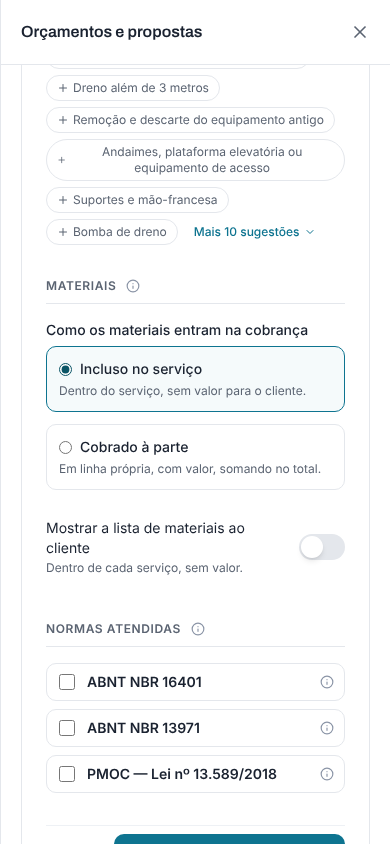 Orçamentos e propostas
Dreno além de 3 metros
Remoção e descarte do equipamento antigo
Andaimes, plataforma elevatória ou
equipamento de acesso
Suportes e mão-francesa
Bomba de dreno
Mais 10 sugestões
MATERIAIS
Como os materiais entram na cobrança
Incluso no serviço
Dentro do serviço, sem valor para o cliente.
Cobrado à parte
Em linha própria, com valor, somando no total.
Mostrar a lista de materiais ao
cliente
Dentro de cada serviço, sem valor.
NORMAS ATENDIDAS
ABNT NBR 16401
ABNT NBR 13971
PMOC — Lei nº 13.589/2018